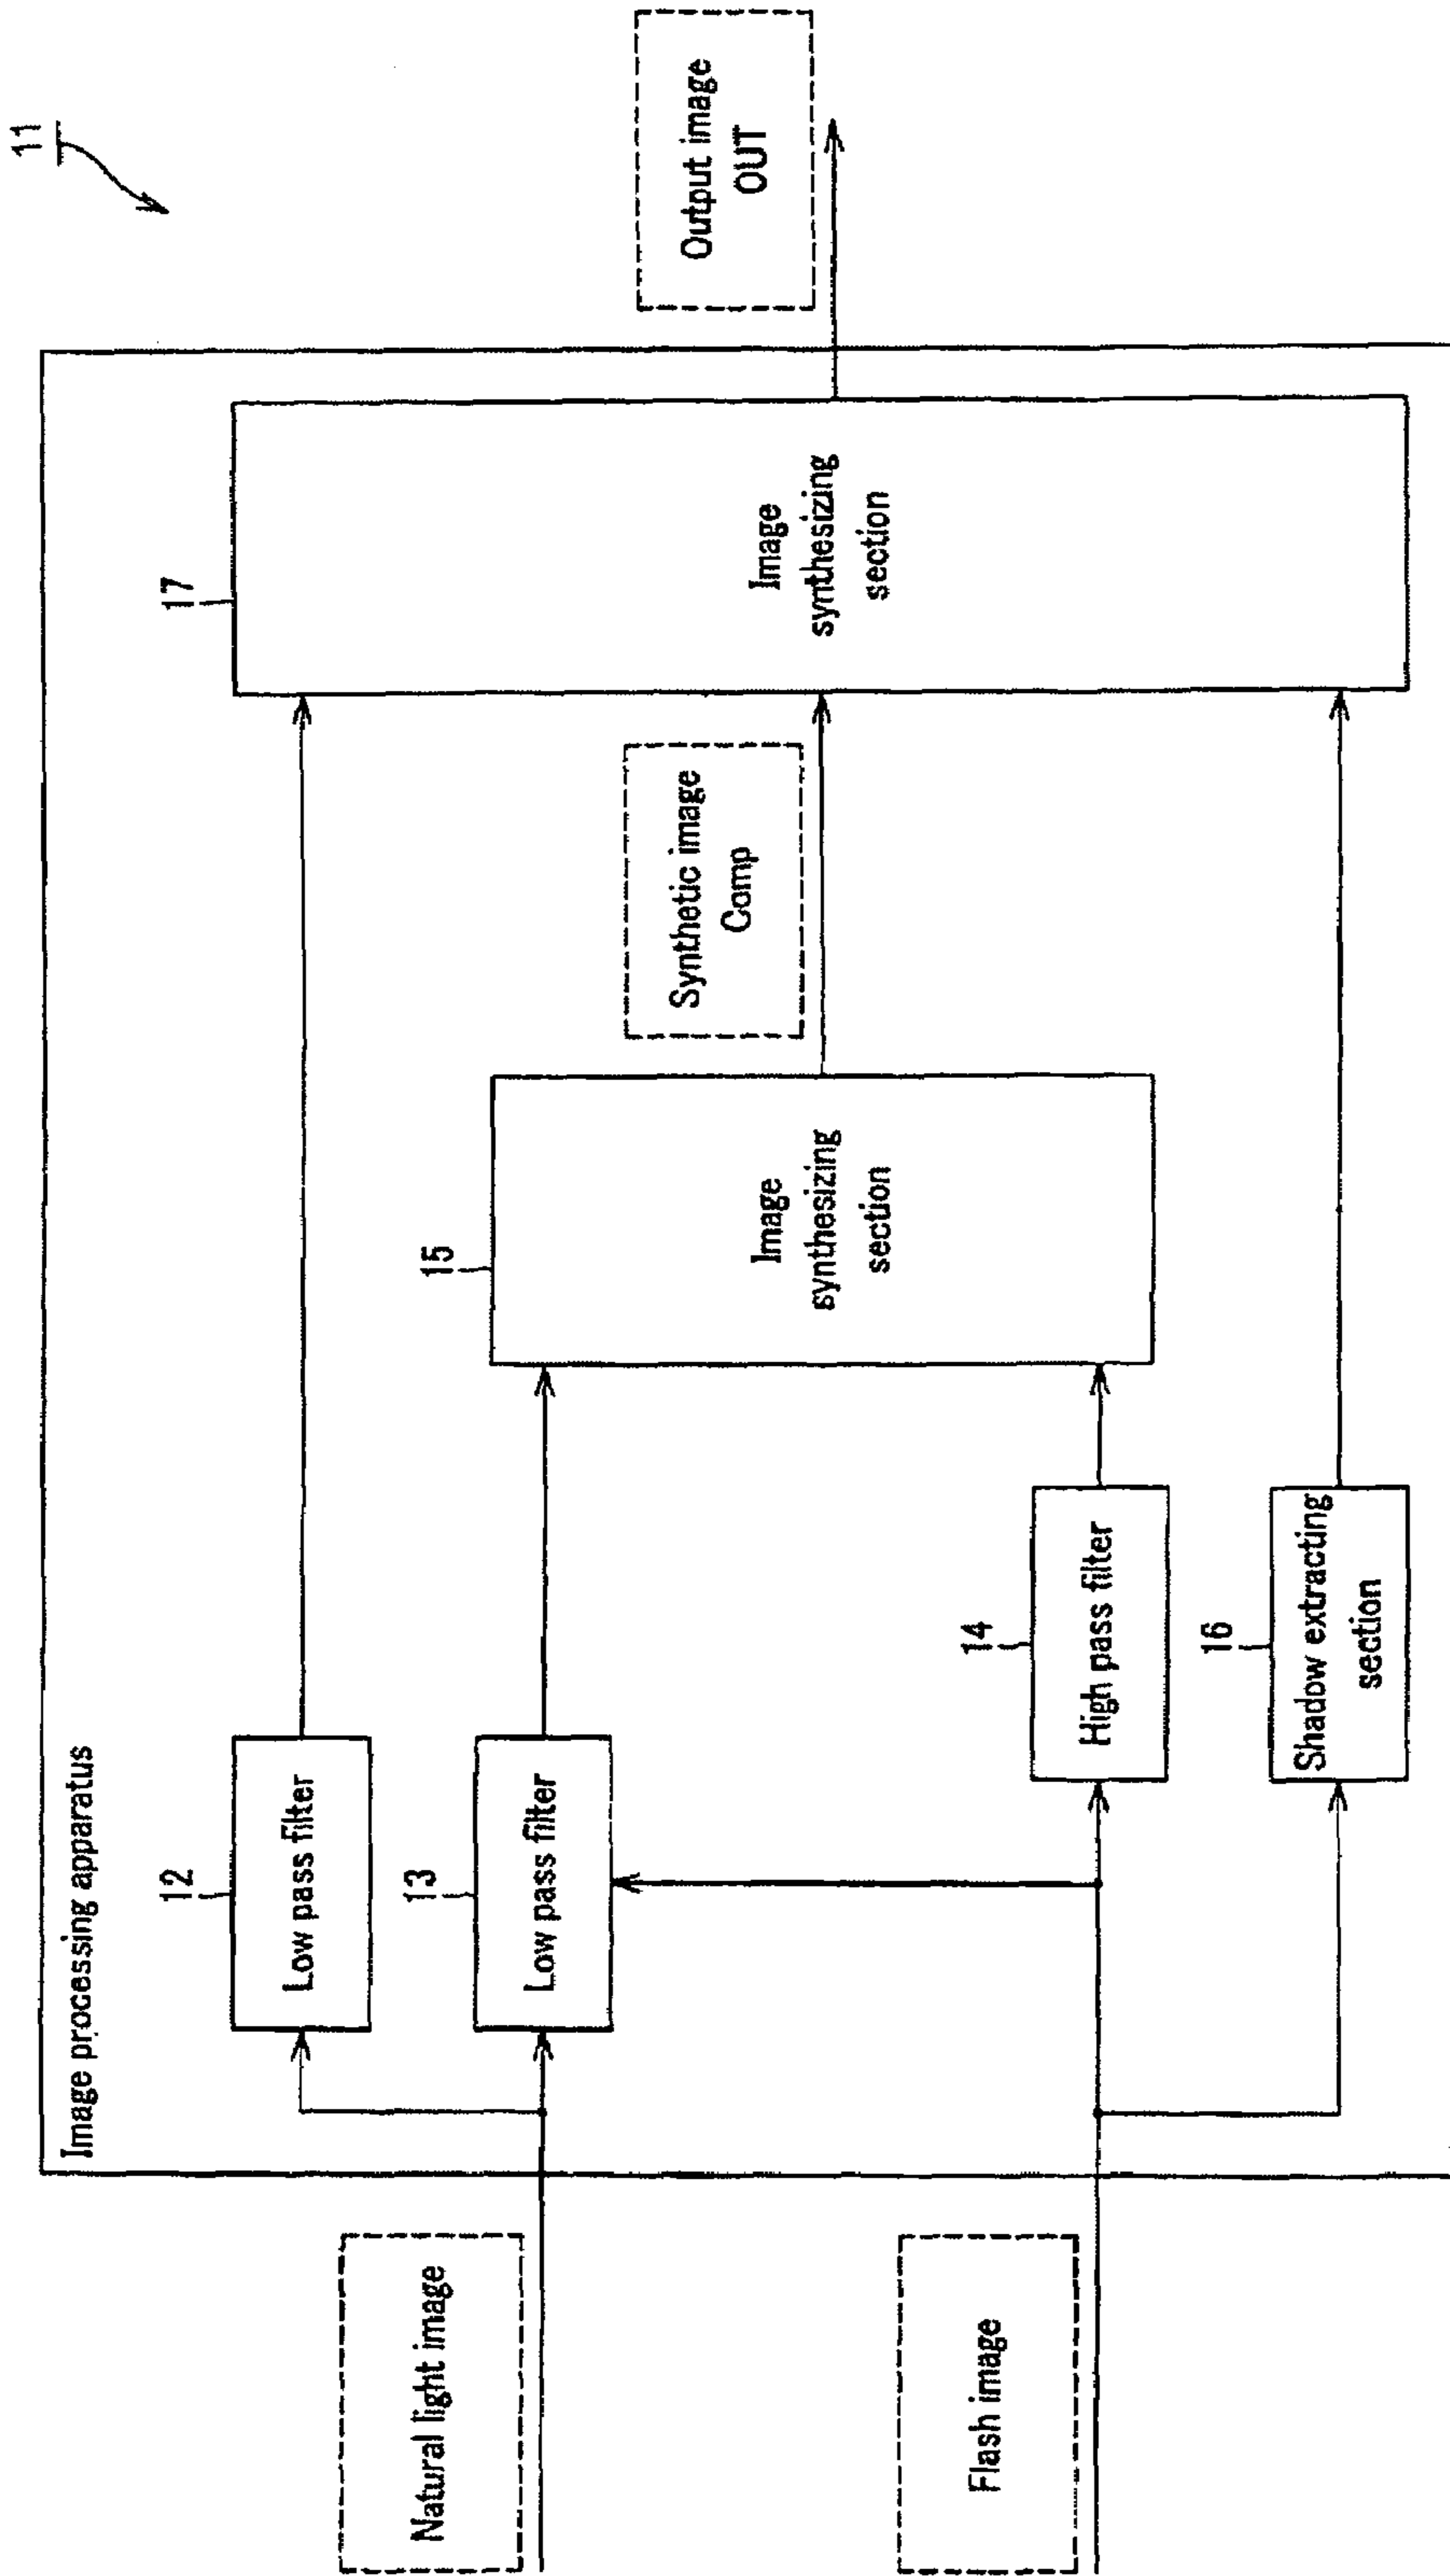 11
Image processing apparatus
Natural light image
Flash image
12
Low pass filter
13
Low pass filter
14
High pass filter
16
Shadow extracting
section
15
Image
synthesizing
section
Synthetic image
Comp
17
Image
synthesizing
section
Output image
OUT